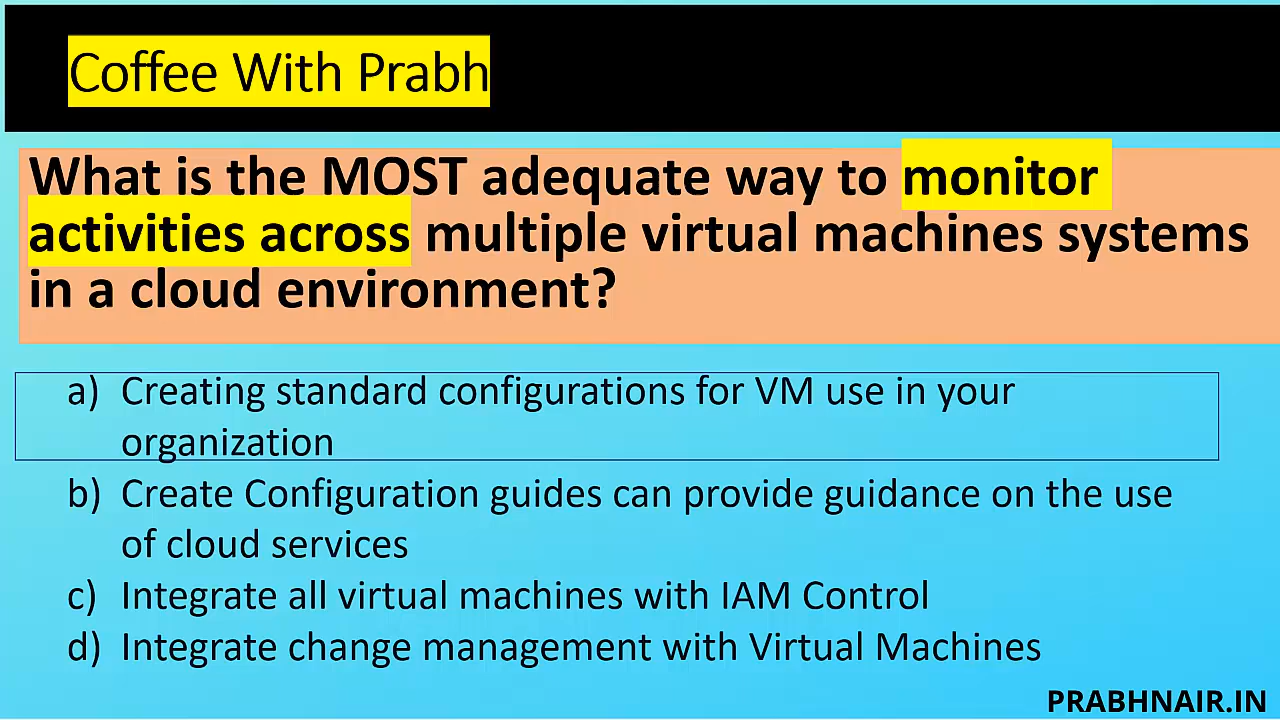 Coffee With Prabh
What is the MOST adequate way to monitor
activities across multiple virtual machines systems
in a cloud environment?
a) Creating standard configurations for VM use in your
organization
b) Create Configuration guides can provide guidance on the use
of cloud services
c) Integrate all virtual machines with IAM Control
d) Integrate change management with Virtual Machines
PRABHNAIR.IN